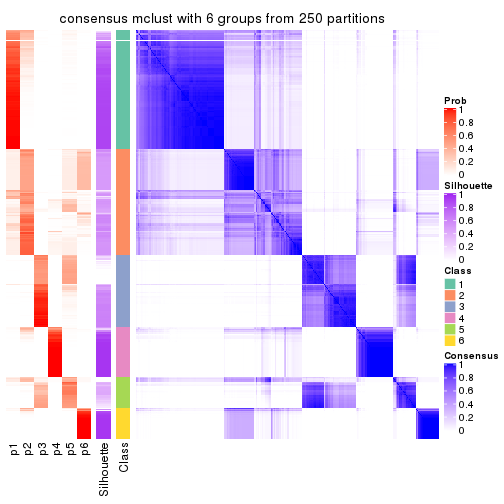 consensus mclust with 6 groups from 250 partitions
Prob
1
0.8
0.6
0.4
0.2
0
Silhouette
1
0.8
0.6
0.4
0.2
0
Class
1
2
3
4
5
6
Consensus
1
0.8
0.6
0.4
0.2
0
p1
p2
p3
p4
p5
p6
Silhouette
Class